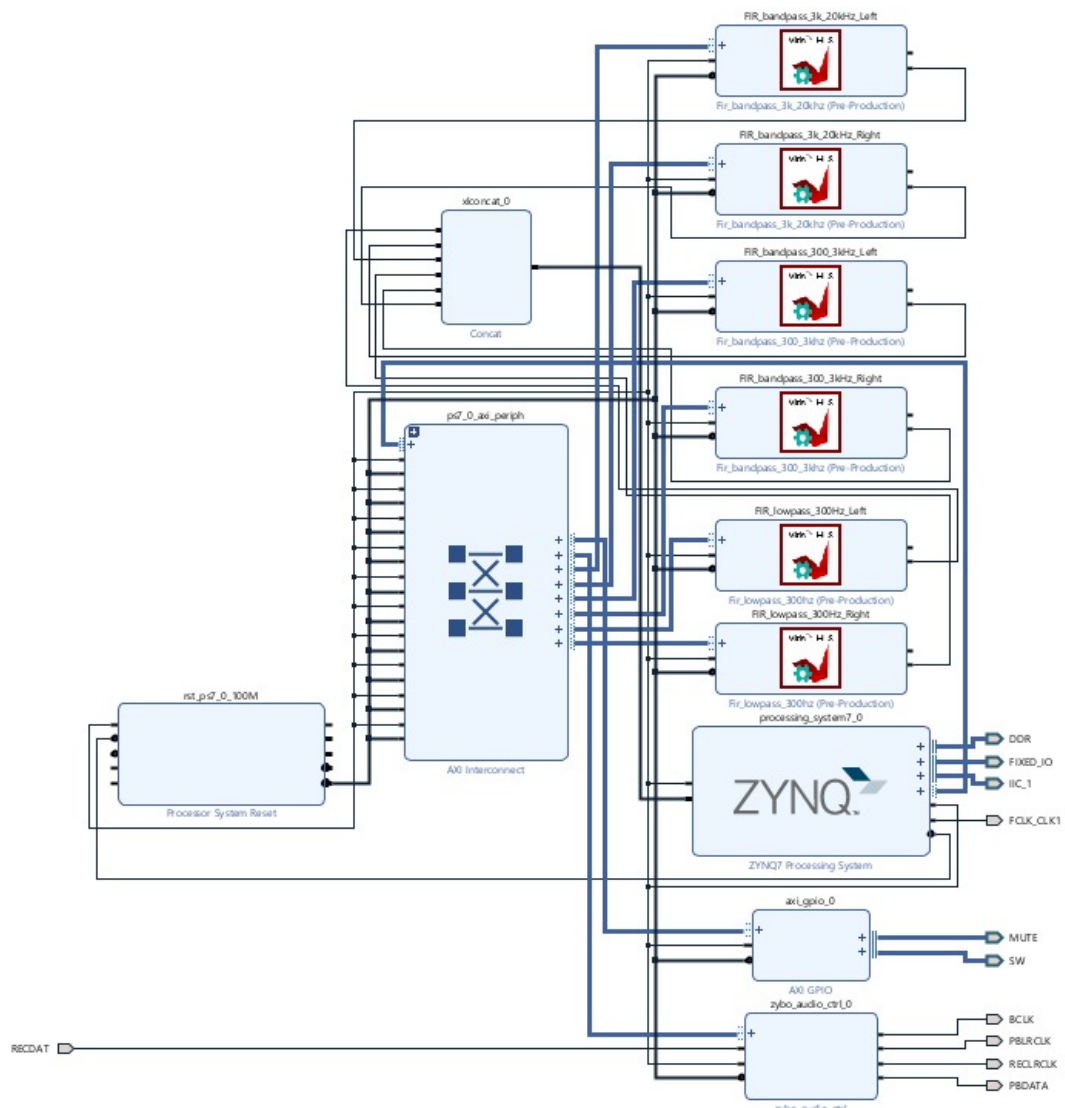 FIR_bandpass_3k_20kHz_Left
Fir_bandpass_3k_20khz (Pre-Production)
FIR_bandpass_3k_20kHz_Right
Fir_bandpass_3k_20khz (Pre-Production)
xlconcat_0
Concat
FIR_bandpass_300_3kHz_Left
Fir_bandpass_300_3khz (Pre-Production)
FIR_bandpass_300_3kHz_Right
Fir_bandpass_300_3khz (Pre-Production)
ps7_0_axi_periph
AXI Interconnect
FIR_lowpass_300Hz_Left
Fir_lowpass_300hz (Pre-Production)
FIR_lowpass_300Hz_Right
Fir_lowpass_300hz (Pre-Production)
rst_ps7_0_100M
Processor System Reset
processing_system7_0
ZYNQ
ZYNQ7 Processing System
DDR
FIXED_IO
IIC_1
FCLK_CLK1
axi_gpio_0
AXI GPIO
MUTE
SW
zybo_audio_ctrl_0
RECDAT
BCLK
PBLRCLK
RECLRCLK
PBDATA